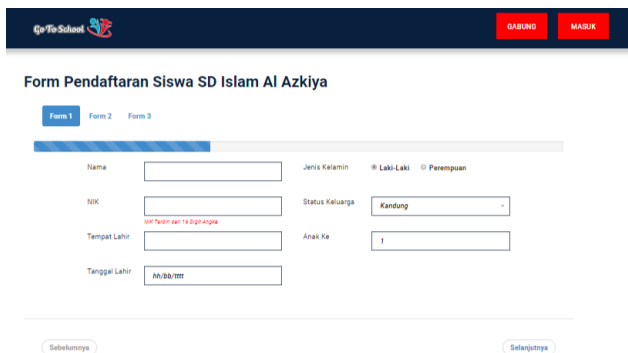 Go To School
GABUNG MASUK
Form Pendaftaran Siswa SD Islam Al Azkiya
Form 1 Form 2 Form 3
Nama
Jenis Kelamin Laki-Laki Perempuan
NIK
NIK Terdiri dari 16 Digit Angka
Status Keluarga Kandung
Tempat Lahir
Anak Ke 1
Tanggal Lahir hh/bb/tttt
Sebelumnya Selanjutnya